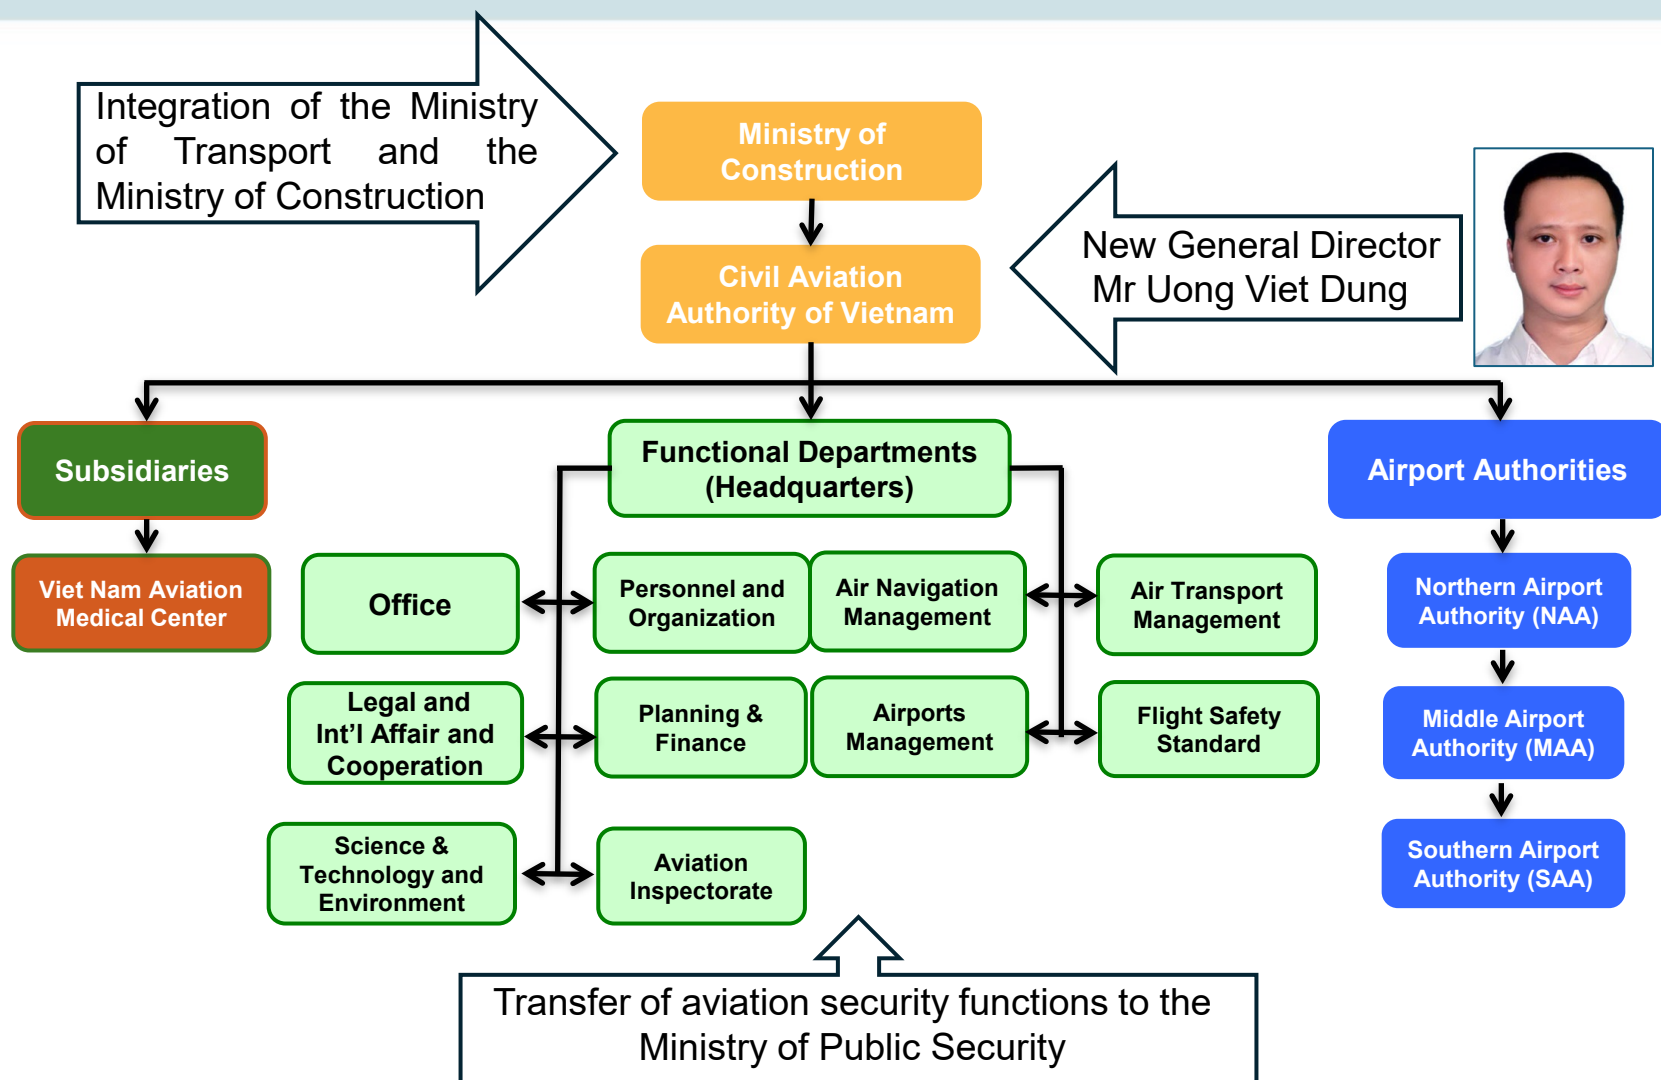 Integration of the Ministry
of Transport and the
Ministry of Construction
Ministry of
Construction
New General Director
Mr Uong Viet Dung
Civil Aviation
Authority of Vietnam
Subsidiaries
Functional Departments
(Headquarters)
Airport Authorities
Viet Nam Aviation
Medical Center
Office
Personnel and
Organization
Air Navigation
Management
Air Transport
Management
Northern Airport
Authority (NAA)
Legal and
Int'l Affair and
Cooperation
Planning &
Finance
Airports
Management
Flight Safety
Standard
Middle Airport
Authority (MAA)
Science &
Technology and
Environment
Aviation
Inspectorate
Southern Airport
Authority (SAA)
Transfer of aviation security functions to the
Ministry of Public Security